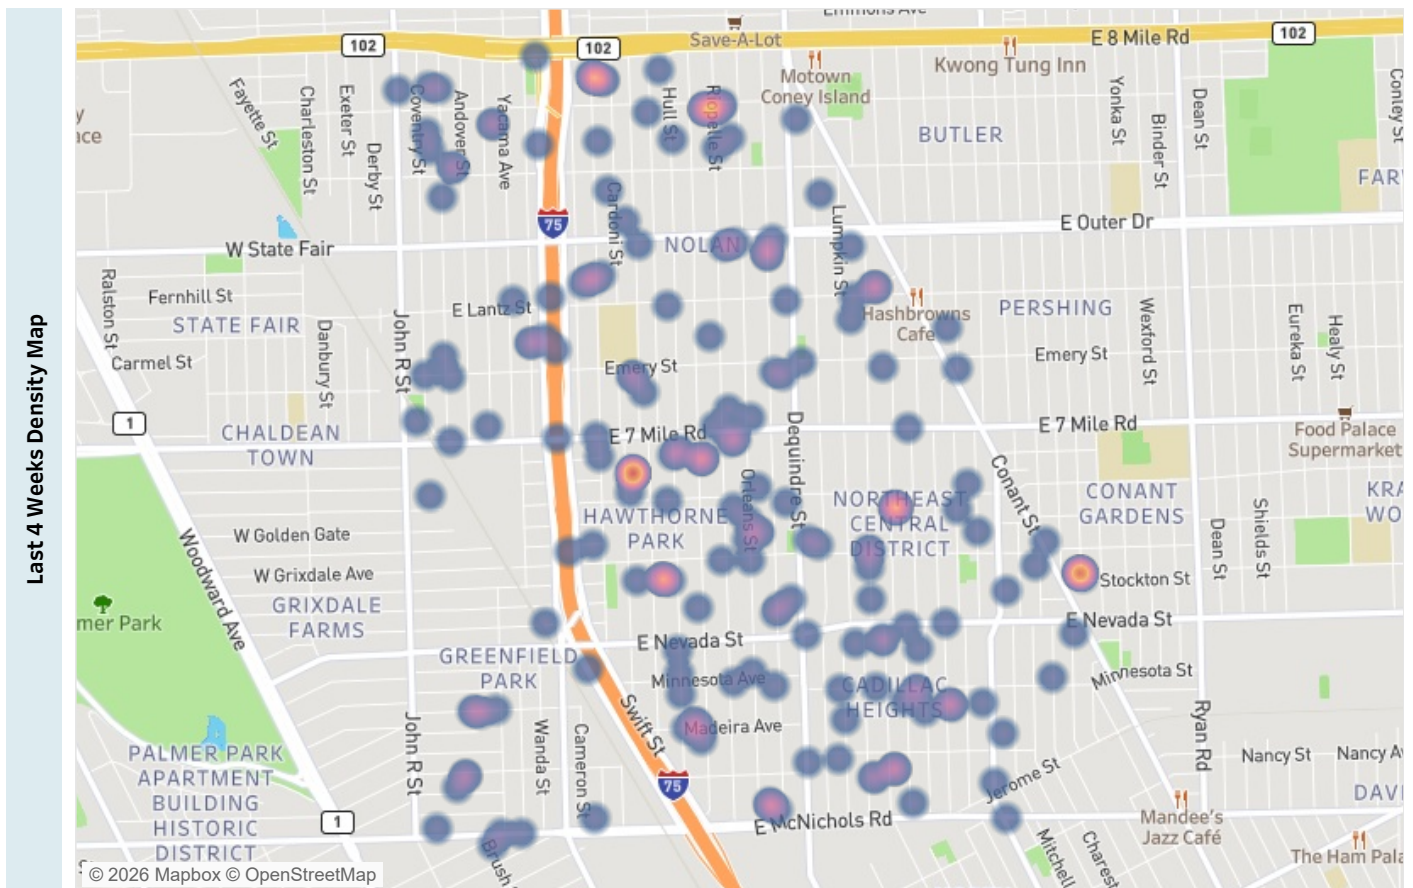 Last 4 Weeks Density Map
102
102
102
Save-A-Lot
E 8 Mile Rd
Kwong Tung Inn
Motown
Coney Island
Fayette St
Charleston St
Exeter St
Derby St
Coventry St
Andover St
Yacama Ave
Hull St
Riopelle St
BUTLER
Yonka St
Binder St
Dean St
Conley St
75
Cardoni St
Lumpkin St
E Outer Dr
W State Fair
NOLAN
Ralston St
Fernhill St
STATE FAIR
E Lantz St
Hashbrowns
Cafe
PERSHING
Wexford St
Eureka St
Healy St
Carmel St
Danbury St
John R St
Emery St
Emery St
1
CHALDEAN
TOWN
E 7 Mile Rd
Dequindre St
E 7 Mile Rd
Food Palace
Supermarket
Orleans St
HAWTHORNE
PARK
NORTHEAST
CENTRAL
DISTRICT
Conant St
CONANT
GARDENS
Dean St
Shields St
W Golden Gate
Woodward Ave
W Grixdale Ave
GRIXDALE
FARMS
Stockton St
mer Park
E Nevada St
E Nevada St
GREENFIELD
PARK
Minnesota Ave
Minnesota St
CADILLAC
HEIGHTS
Swift St
Madeira Ave
John R St
Wanda St
Cameron St
Ryan Rd
Nancy St
PALMER PARK
APARTMENT
BUILDING
HISTORIC
DISTRICT
75
Jerome St
1
E McNichols Rd
Mandee's
Jazz Café
Mitchell
Charest
Brush
The Ham Pala
© 2026 Mapbox © OpenStreetMap